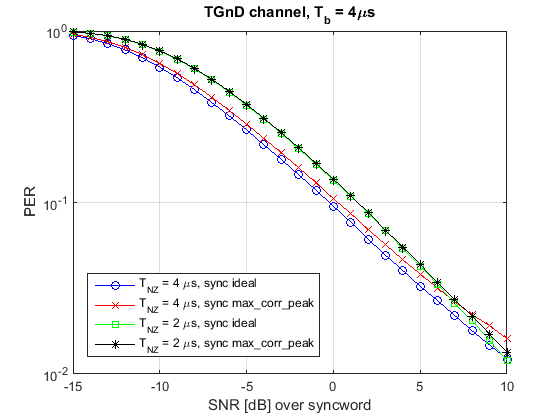 TGnD channel, T_b = 4μs
10^0
10^-1
10^-2
PER
T_NZ = 4 μs, sync ideal
T_NZ = 4 μs, sync max_corr_peak
T_NZ = 2 μs, sync ideal
T_NZ = 2 μs, sync max_corr_peak
-15 -10 -5 0 5 10
SNR [dB] over syncword